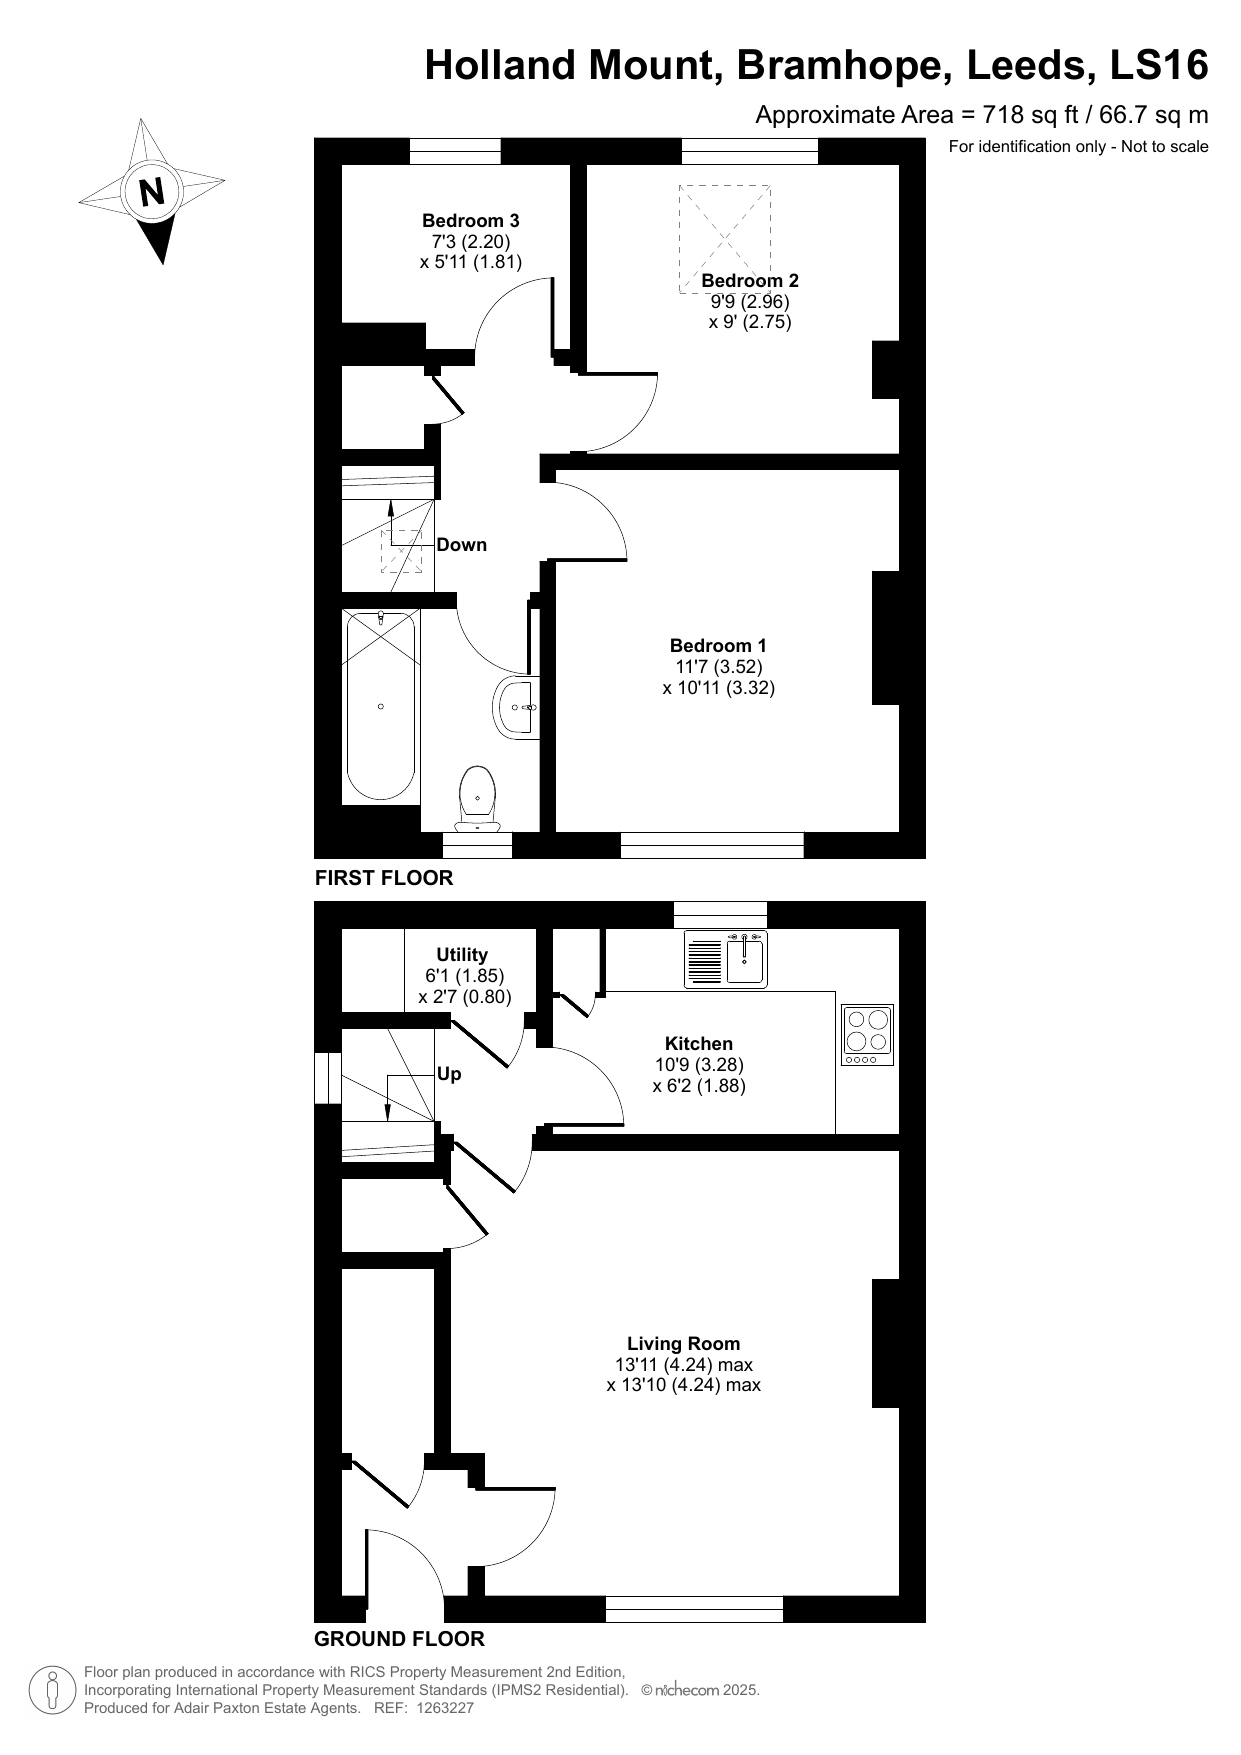 Holland Mount, Bramhope, Leeds, LS16
Approximate Area = 718 sq ft / 66.7 sq m
For identification only - Not to scale
N
Bedroom 3
7'3 (2.20)
x 5'11 (1.81)
Bedroom 2
9'9 (2.96)
x 9' (2.75)
Down
Bedroom 1
11'7 (3.52)
x 10'11 (3.32)
FIRST FLOOR
Utility
6'1 (1.85)
x 2'7 (0.80)
Kitchen
10'9 (3.28)
x 6'2 (1.88)
Up
Living Room
13'11 (4.24) max
x 13'10 (4.24) max
GROUND FLOOR
Floor plan produced in accordance with RICS Property Measurement 2nd Edition,
Incorporating International Property Measurement Standards (IPMS2 Residential). © nichecom 2025.
Produced for Adair Paxton Estate Agents. REF: 1263227